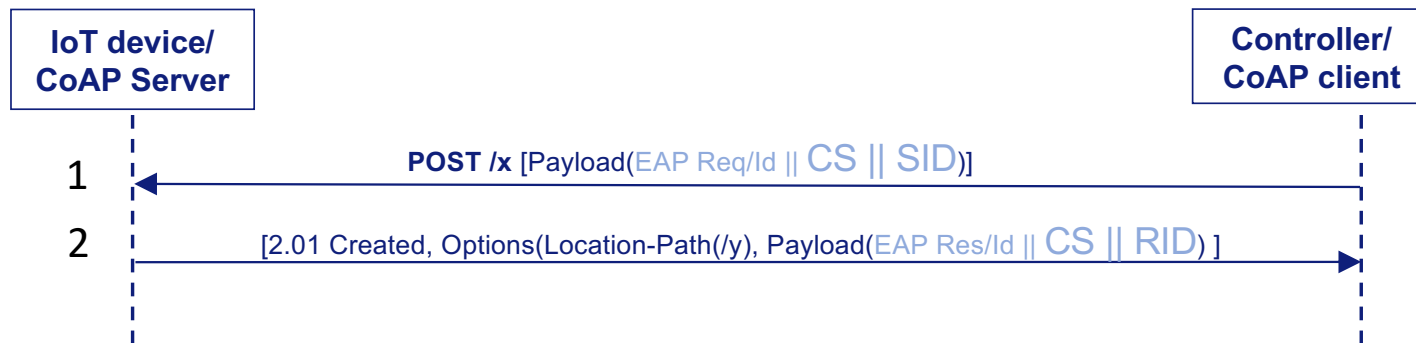 IoT device/
CoAP Server
Controller/
CoAP client
1
POST /x [Payload(EAP Req/Id || CS || SID)]
2
[2.01 Created, Options(Location-Path(/y), Payload(EAP Res/Id || CS || RID) ]